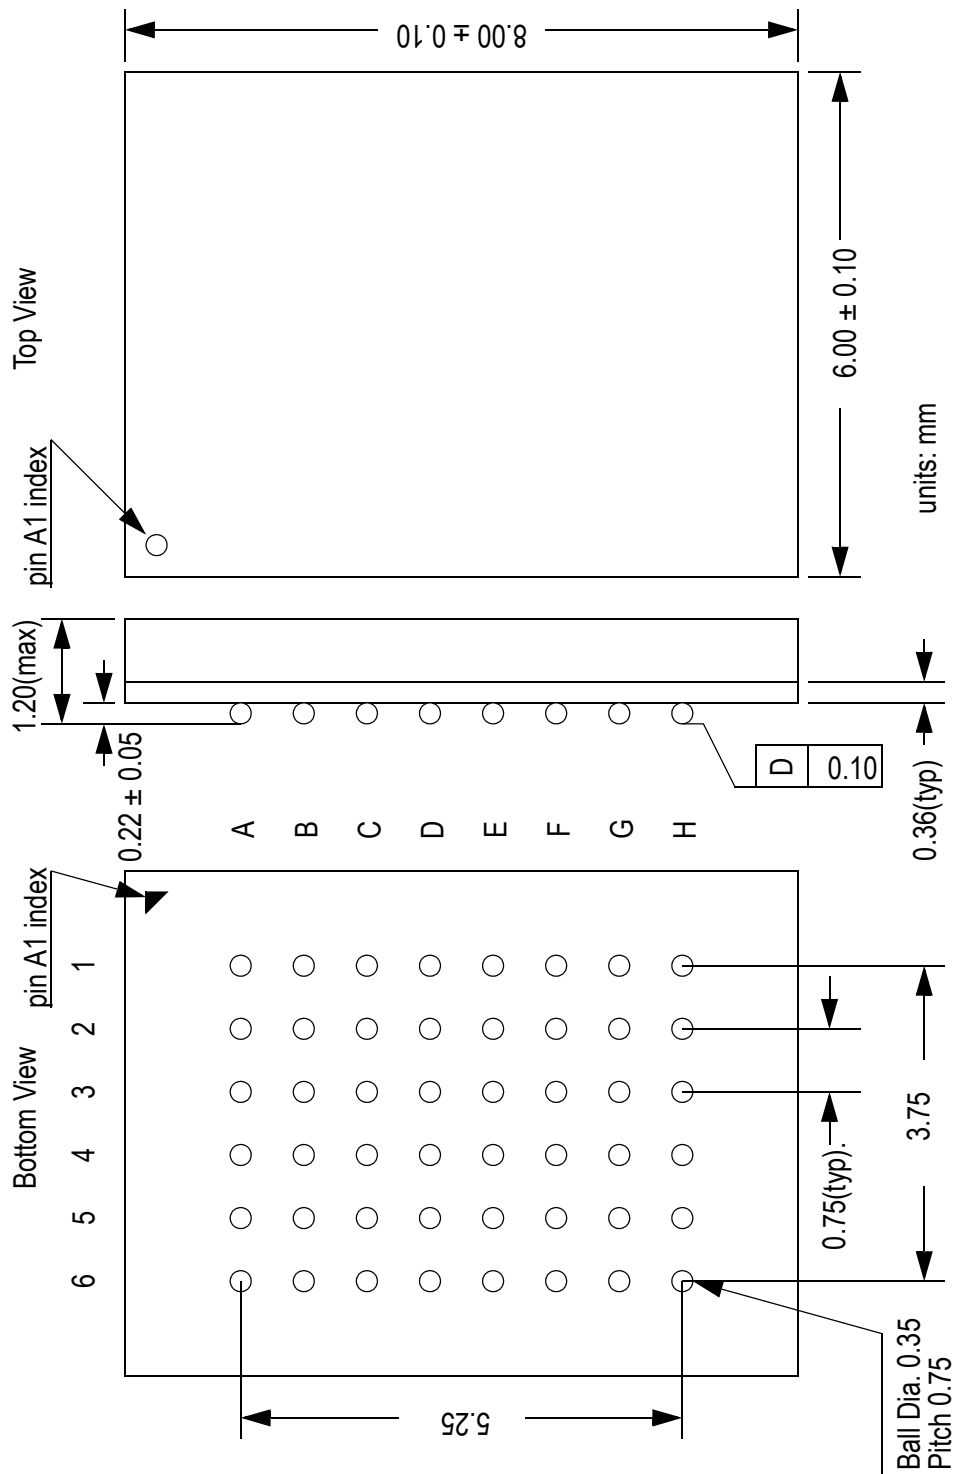 Top View
pin A1 index
8.00 ± 0.10
6.00 ± 0.10
units: mm
1.20(max)
0.22 ± 0.05
D 0.10
0.36(typ)
Bottom View
pin A1 index
1 2 3 4 5 6
A
B
C
D
E
F
G
H
0.75(typ).
3.75
5.25
Ball Dia. 0.35
Pitch 0.75